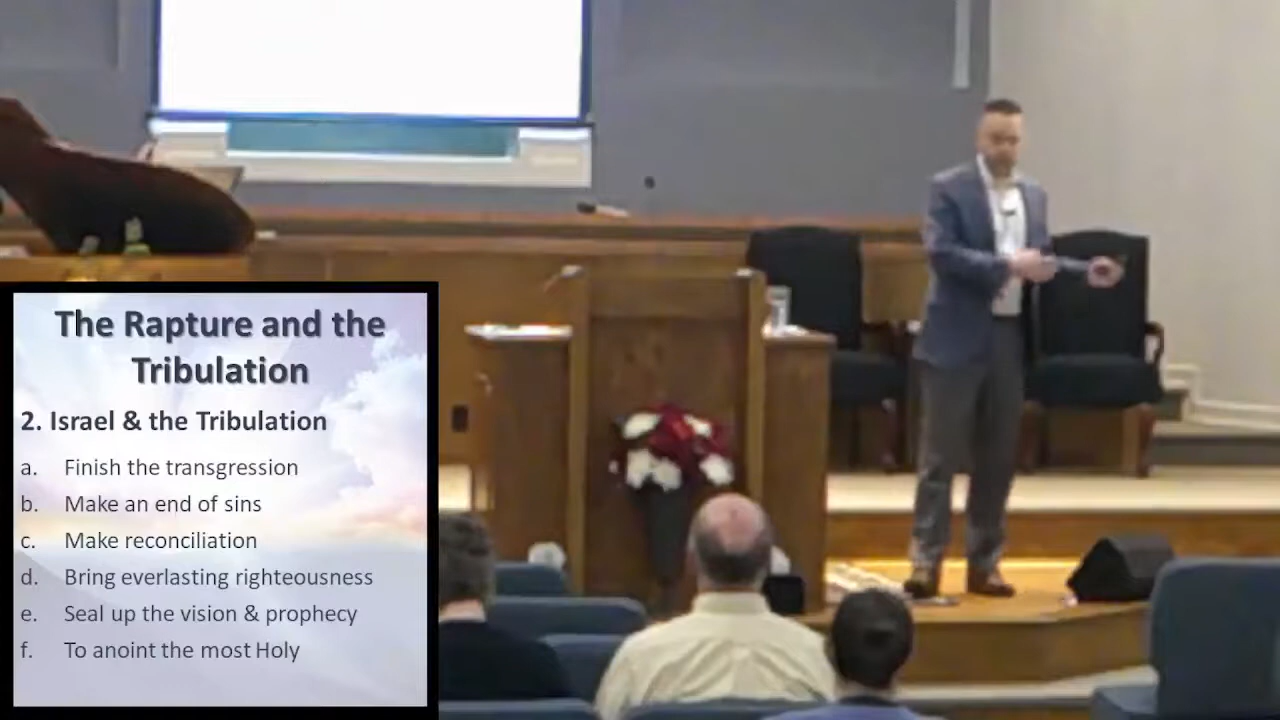 The Rapture and the
Tribulation
2. Israel & the Tribulation
a. Finish the transgression
b. Make an end of sins
c. Make reconciliation
d. Bring everlasting righteousness
e. Seal up the vision & prophecy
f. To anoint the most Holy